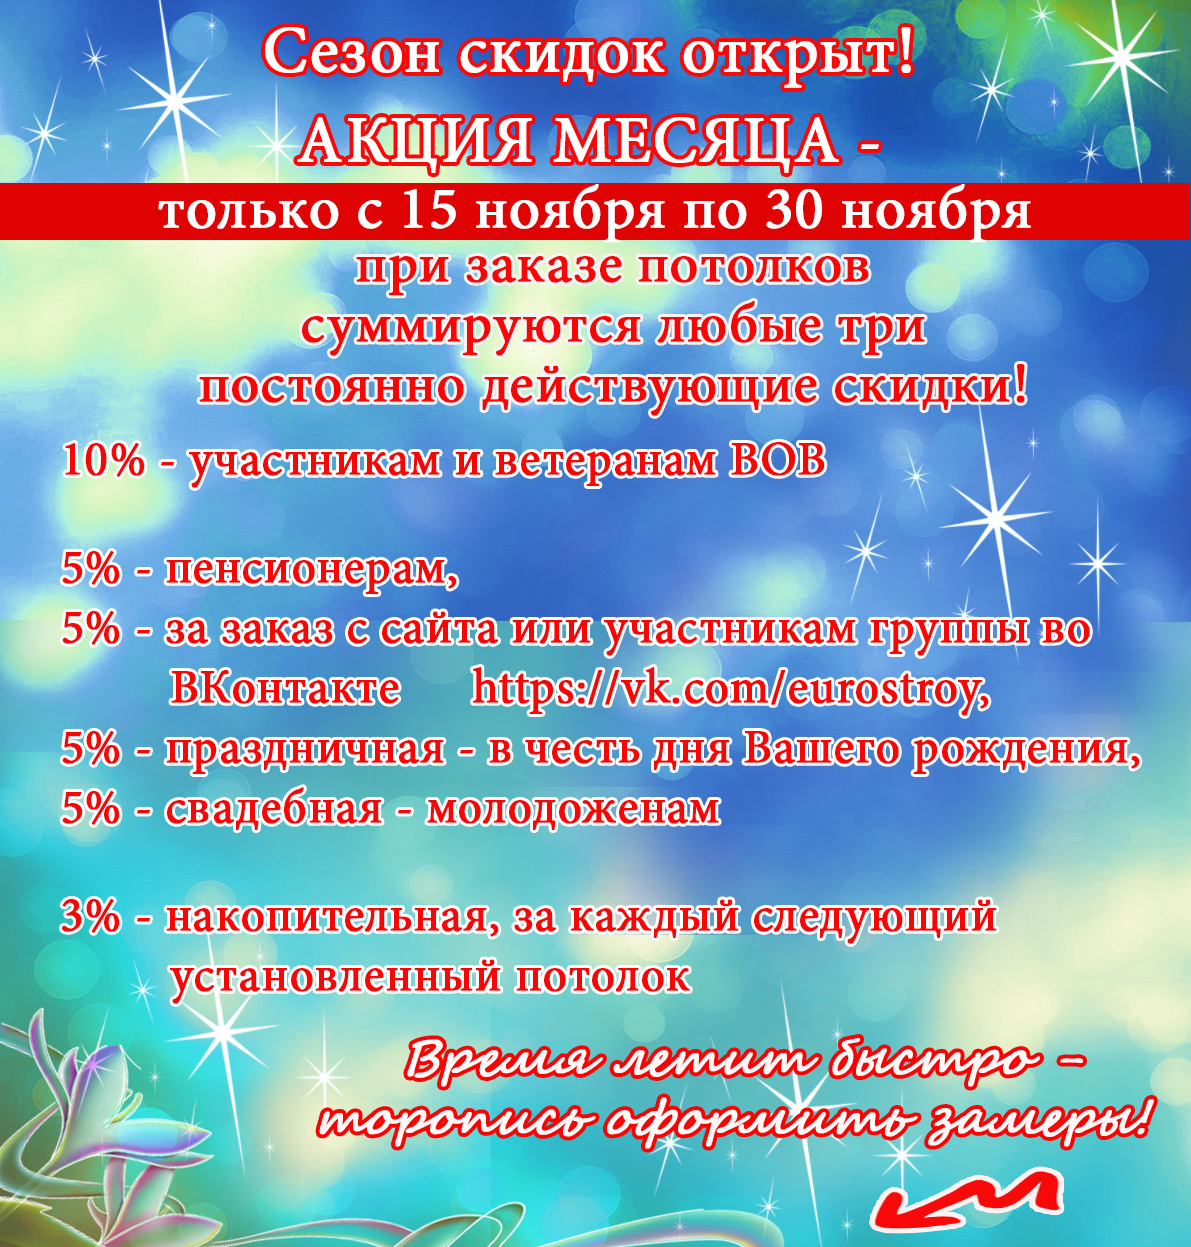 Сезон скидок открыт!
АКЦИЯ МЕСЯЦА -
только с 15 ноября по 30 ноября
при заказе потолков
суммируются любые три
постоянно действующие скидки!
10% - участникам и ветеранам ВОВ
5% - пенсионерам,
5% - за заказ с сайта или участникам группы во
ВКонтакте https://vk.com/eurostroy,
5% - праздничная - в честь дня Вашего рождения,
5% - свадебная - молодоженам
3% - накопительная, за каждый следующий
установленный потолок
Время летит быстро -
торопись оформить замеры!